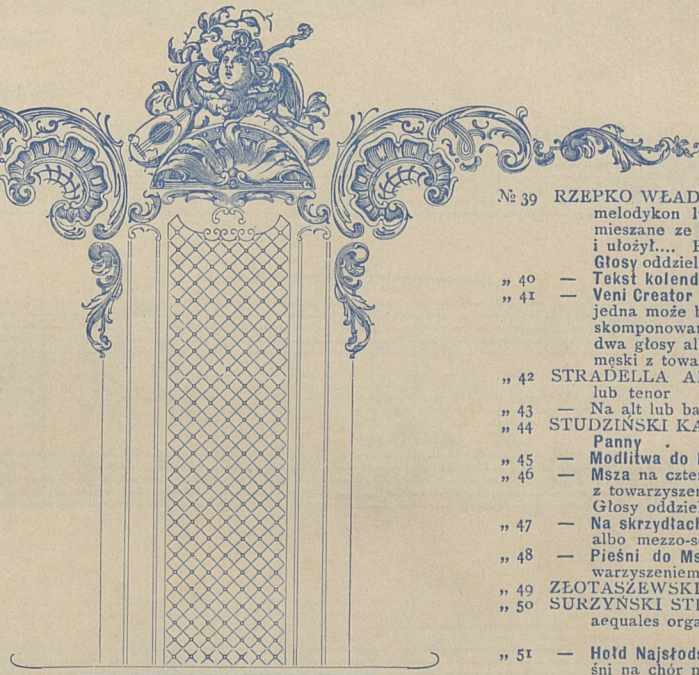 № 39 RZEPKO WŁAD
melodykon l
mieszane ze
i ułożył....
Głosy oddziel
„ 40 — Tekst kolend
„ 41 — Veni Creator
jedna może b
skomponowan
dwa głosy al
męski z towa
„ 42 STRADELLA A
lub tenor
„ 43 — Na alt lub ba
„ 44 STUDZIŃSKI KA
Panny .
„ 45 — Modlitwa do
„ 46 — Msza na czter
z towarzyszen
Głosy oddziel
„ 47 — Na skrzydłach
albo mezzo-s
„ 48 — Pieśni do Ms
warzyszeniem
„ 49 ZŁOTASZEWSKI
„ 50 SURZYŃSKI STE
aequales orga
„ 51 — Hołd Najsłods
śni na chór m